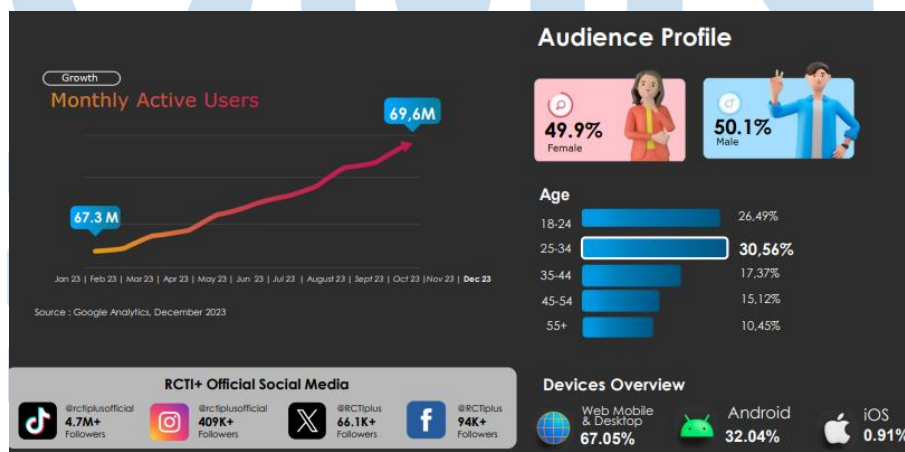 Growth
Monthly Active Users
69,6M
67.3 M
Jan 23 | Feb 23 | Mar 23 | Apr 23 | May 23 | Jun 23 | Jul 23 | August 23 | Sept 23 | Oct 23 |Nov 23 | Dec 23
Source : Google Analytics, December 2023
RCTI+ Official Social Media
@rctiplusofficial
4.7M+
Followers
@rctiplusofficial
409K+
Followers
@RCTIplus
66.1K+
Followers
@RCTIplus
94K+
Followers
Audience Profile
49.9%
Female
50.1%
Male
Age
18-24 26,49%
25-34 30,56%
35-44 17,37%
45-54 15,12%
55+ 10,45%
Devices Overview
Web Mobile
& Desktop
67.05%
Android
32.04%
iOS
0.91%